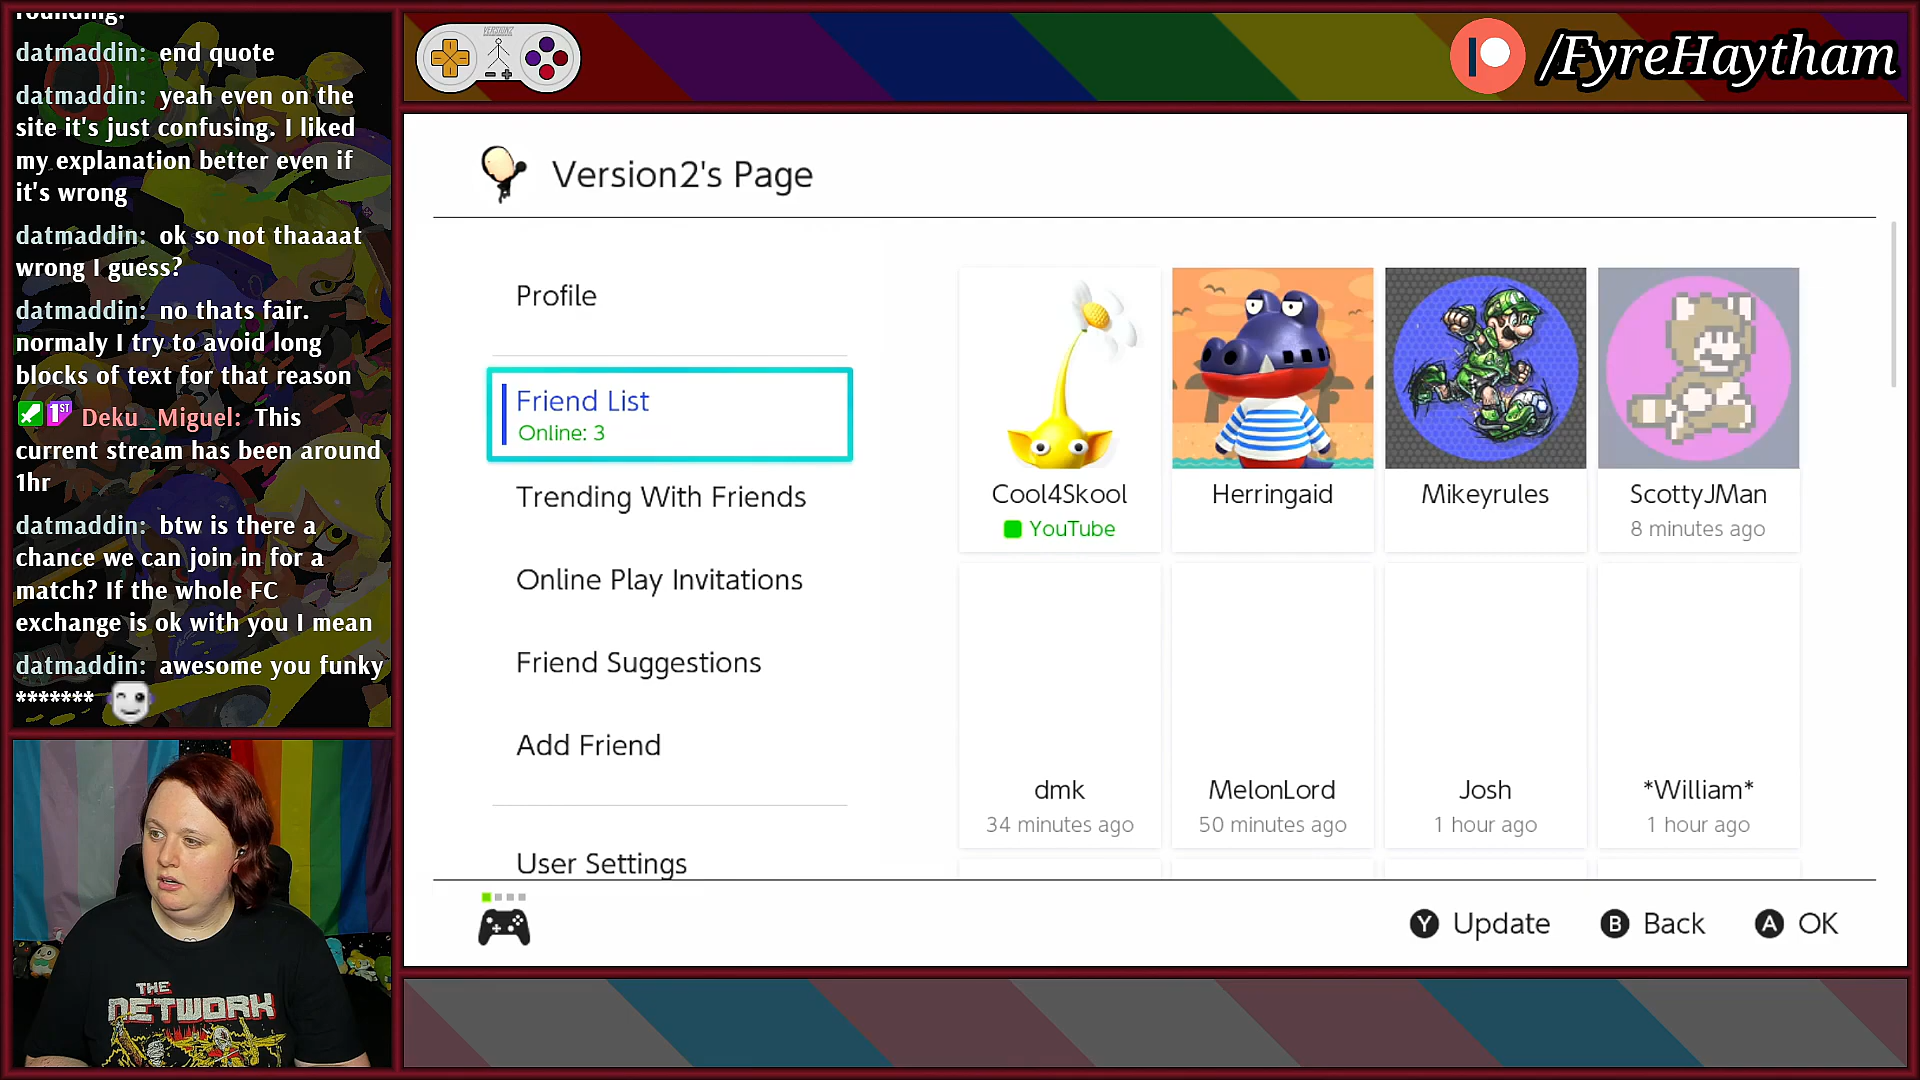 rounding.
datmaddin: end quote
datmaddin: yeah even on the
site it's just confusing. I liked
my explanation better even if
it's wrong
datmaddin: ok so not thaaaat
wrong I guess?
datmaddin: no thats fair.
normaly I try to avoid long
blocks of text for that reason
1ST Deku_Miguel: This
current stream has been around
1hr
datmaddin: btw is there a
chance we can join in for a
match? If the whole FC
exchange is ok with you I mean
datmaddin: awesome you funky
*******
THE
NETWORK
VERSION2
/FyreHaytham
Version2's Page
Profile
Friend List
Online: 3
Trending With Friends
Online Play Invitations
Friend Suggestions
Add Friend
User Settings
Cool4Skool
YouTube
Herringaid
Mikeyrules
ScottyJMan
8 minutes ago
dmk
34 minutes ago
MelonLord
50 minutes ago
Josh
1 hour ago
*William*
1 hour ago
Y Update
B Back
A OK